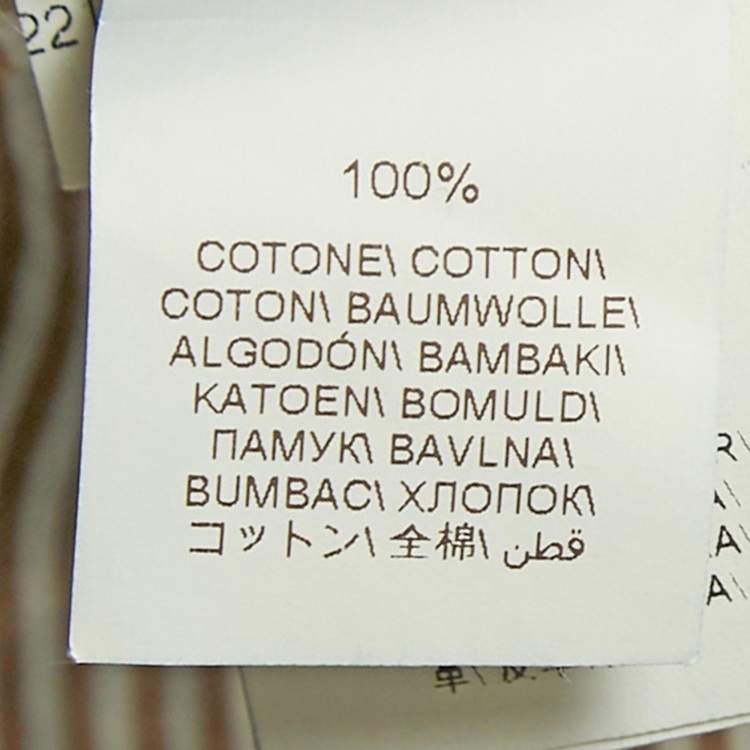 22
100%
COTONE\ COTTON\
COTON\ BAUMWOLLE\
ALGODÓN\ BAMBAKI\
KATOEN\ BOMULD\
ПАМУК\ BAVLNA\
BUMBAC\ ХЛОПОК\
コットン\ 全棉\ قطن
R\
A\
A\
A\